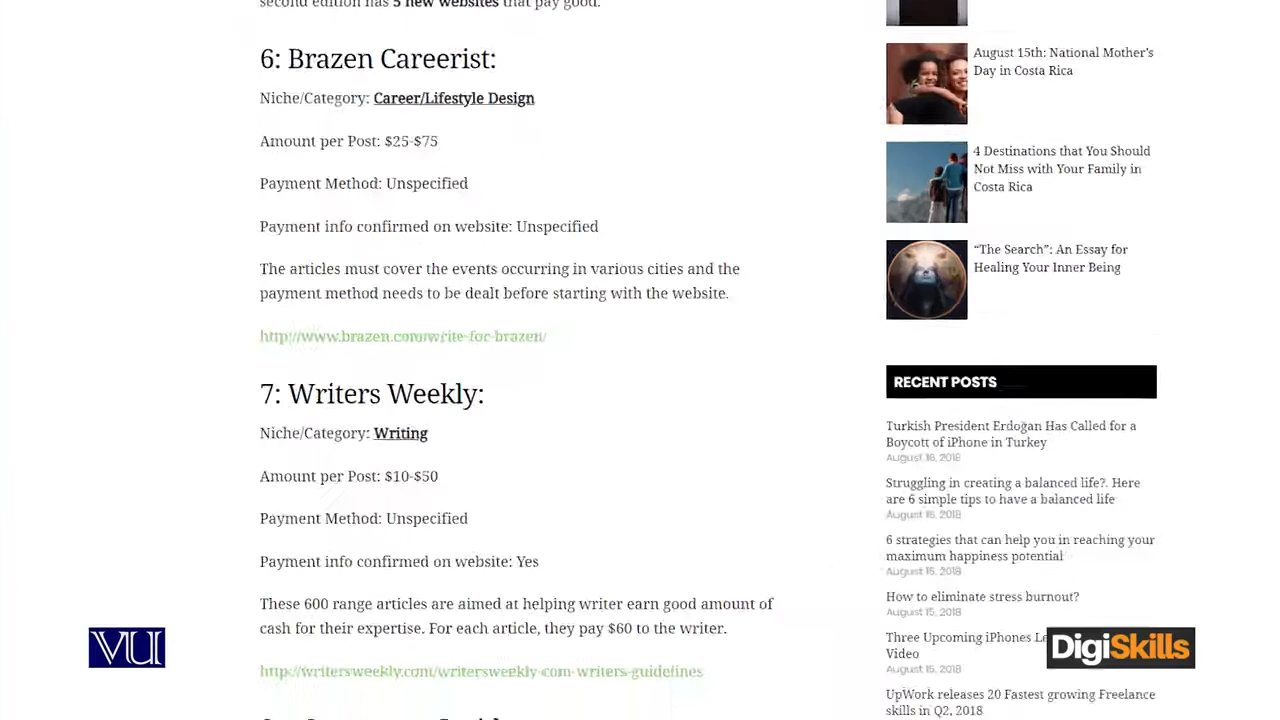 second edition has 5 new websites that pay good.
6: Brazen Careerist:
Niche/Category: Career/Lifestyle Design
Amount per Post: $25-$75
Payment Method: Unspecified
Payment info confirmed on website: Unspecified
The articles must cover the events occurring in various cities and the
payment method needs to be dealt before starting with the website.
http://www.brazen.com/write-for-brazen/
7: Writers Weekly:
Niche/Category: Writing
Amount per Post: $10-$50
Payment Method: Unspecified
Payment info confirmed on website: Yes
These 600 range articles are aimed at helping writer earn good amount of
cash for their expertise. For each article, they pay $60 to the writer.
http://writersweekly.com/writersweekly-com-writers-guidelines
August 15th: National Mother's
Day in Costa Rica
4 Destinations that You Should
Not Miss with Your Family in
Costa Rica
“The Search”: An Essay for
Healing Your Inner Being
RECENT POSTS
Turkish President Erdoğan Has Called for a
Boycott of iPhone in Turkey
August 16, 2018
Struggling in creating a balanced life?. Here
are 6 simple tips to have a balanced life
August 15, 2018
6 strategies that can help you in reaching your
maximum happiness potential
August 15, 2018
How to eliminate stress burnout?
August 15, 2018
Three Upcoming iPhones
Video
August 15, 2018
UpWork releases 20 Fastest growing Freelance
skills in Q2, 2018
VU
DigiSkills